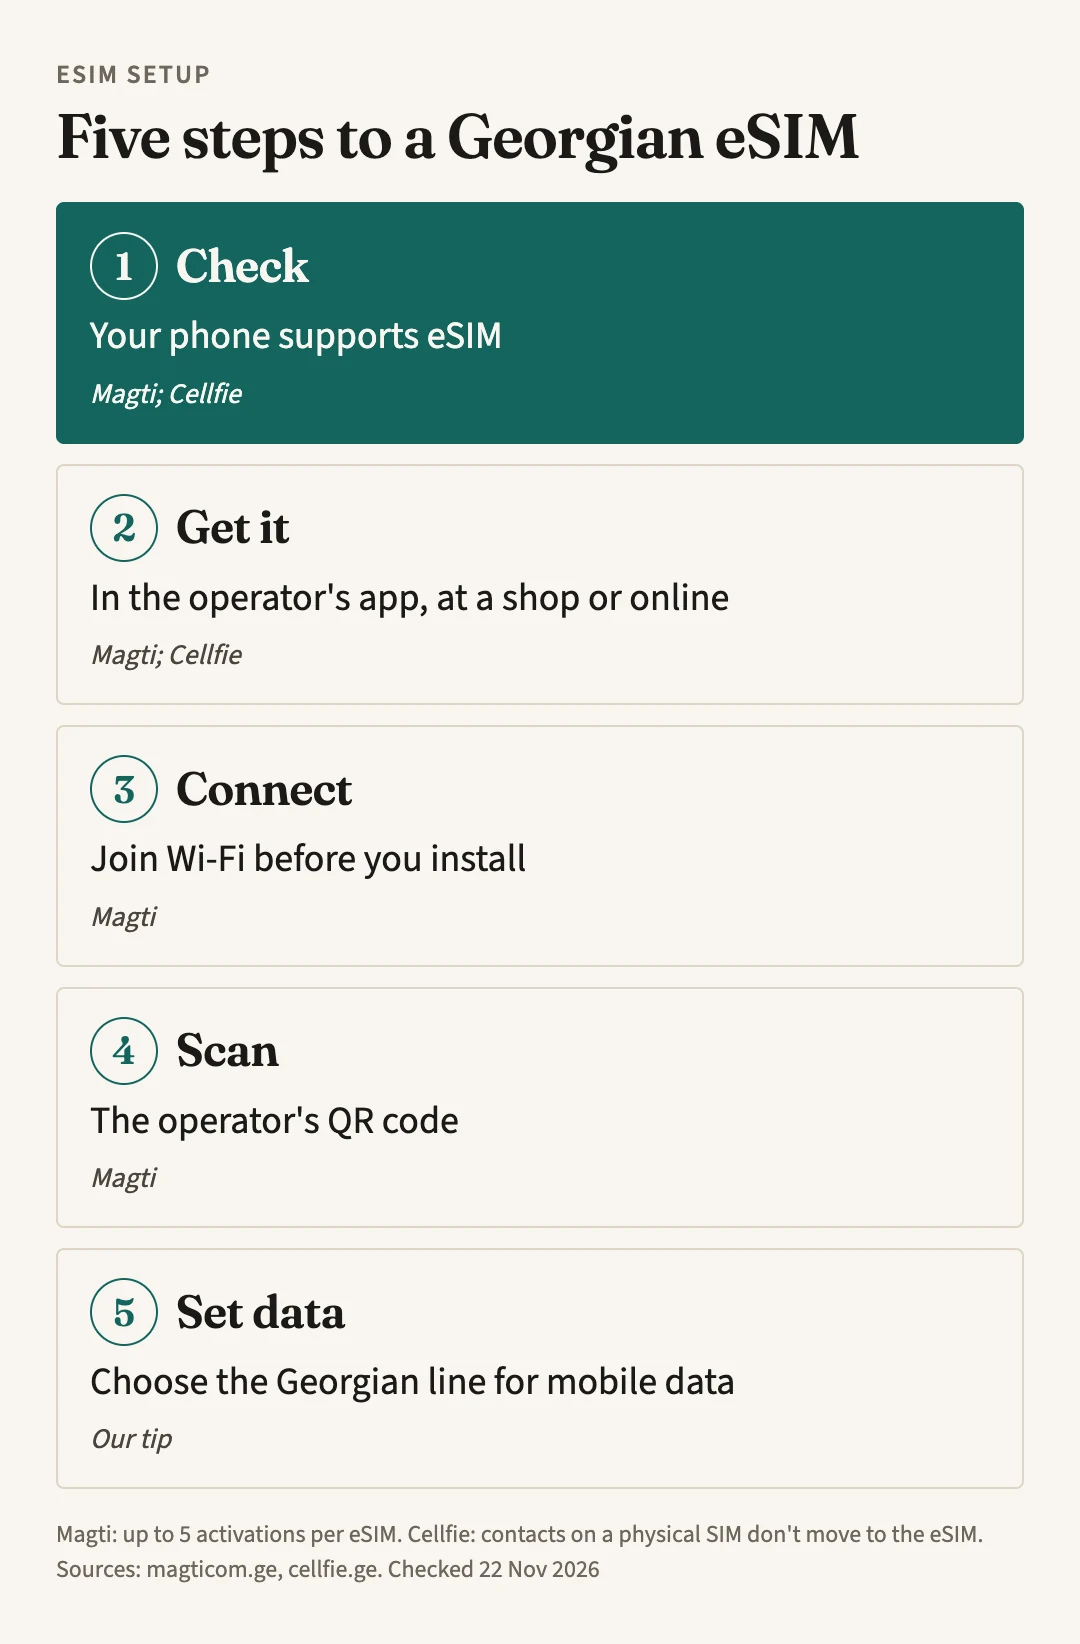 ESIM SETUP
Five steps to a Georgian eSIM
1 Check
Your phone supports eSIM
Magti; Cellfie
2 Get it
In the operator's app, at a shop or online
Magti; Cellfie
3 Connect
Join Wi-Fi before you install
Magti
4 Scan
The operator's QR code
Magti
5 Set data
Choose the Georgian line for mobile data
Our tip
Magti: up to 5 activations per eSIM. Cellfie: contacts on a physical SIM don't move to the eSIM.
Sources: magticom.ge, cellfie.ge. Checked 22 Nov 2026